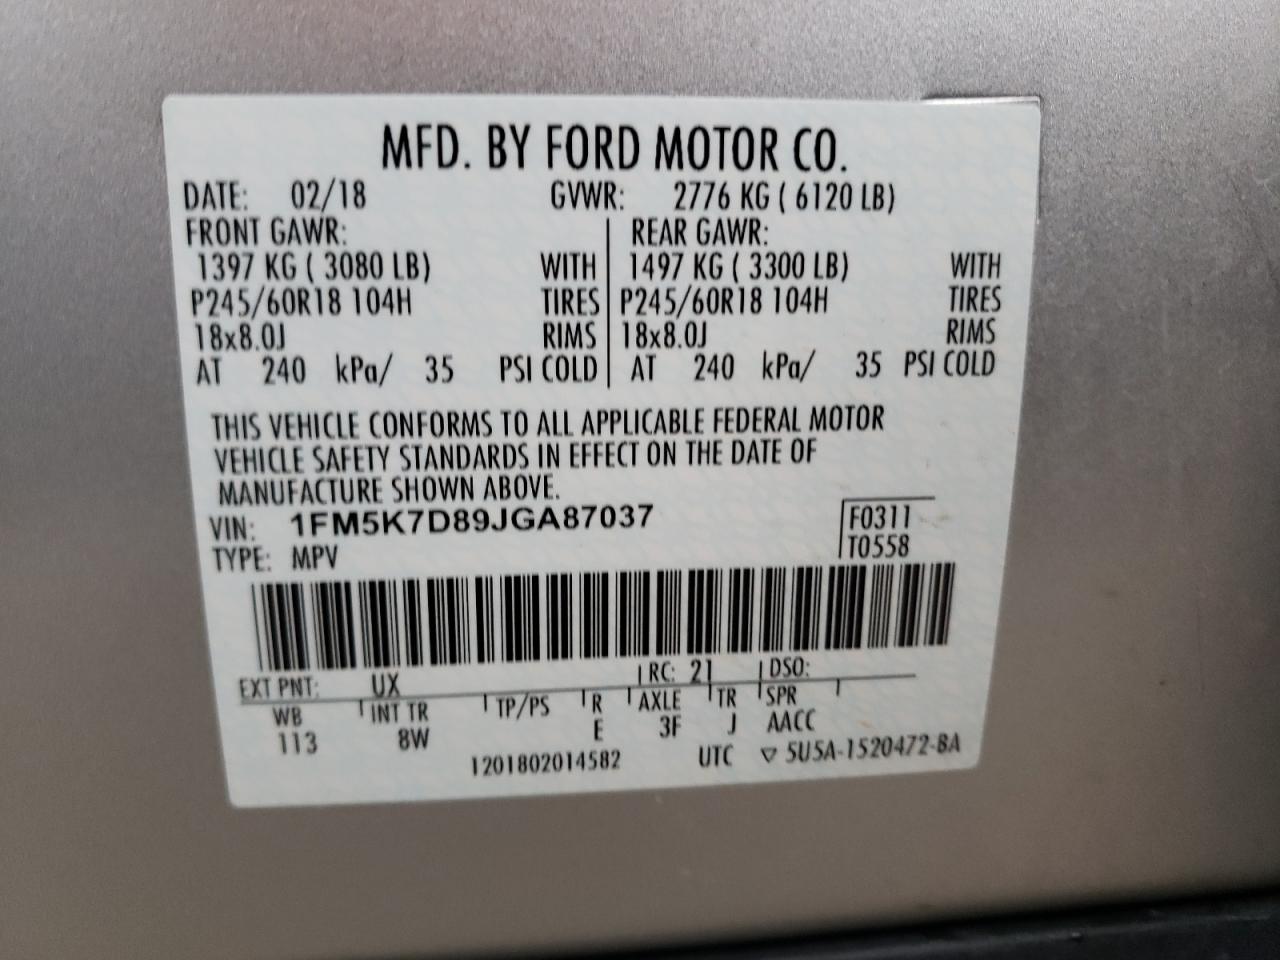 MFD. BY FORD MOTOR CO.
DATE: 02/18 GVWR: 2776 KG ( 6120 LB)
FRONT GAWR: REAR GAWR:
1397 KG ( 3080 LB) WITH 1497 KG ( 3300 LB) WITH
P245/60R18 104H TIRES P245/60R18 104H TIRES
18x8.0J RIMS 18x8.0J RIMS
AT 240 kPa/ 35 PSI COLD AT 240 kPa/ 35 PSI COLD
THIS VEHICLE CONFORMS TO ALL APPLICABLE FEDERAL MOTOR
VEHICLE SAFETY STANDARDS IN EFFECT ON THE DATE OF
MANUFACTURE SHOWN ABOVE.
VIN: 1FM5K7D89JGA87037 F0311
TYPE: MPV T0558
EXT PNT: UX RC: 21 DSO:
WB INT TR TP/PS R AXLE TR SPR
113 8W E 3F J AACC
1201802014582 UTC ▽ 5U5A-1520472-BA